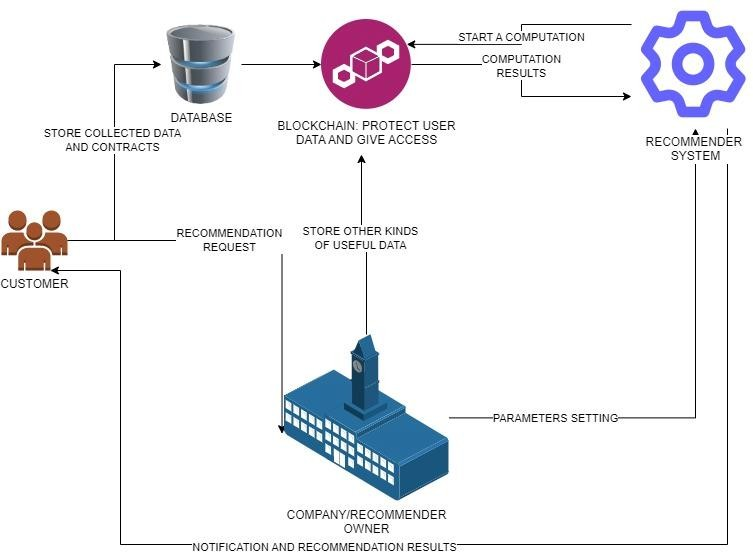 START A COMPUTATION
COMPUTATION
RESULTS
DATABASE
BLOCKCHAIN: PROTECT USER
DATA AND GIVE ACCESS
RECOMMENDER
SYSTEM
STORE COLLECTED DATA
AND CONTRACTS
RECOMMENDATION
REQUEST
STORE OTHER KINDS
OF USEFUL DATA
CUSTOMER
PARAMETERS SETTING
COMPANY/RECOMMENDER
OWNER
NOTIFICATION AND RECOMMENDATION RESULTS